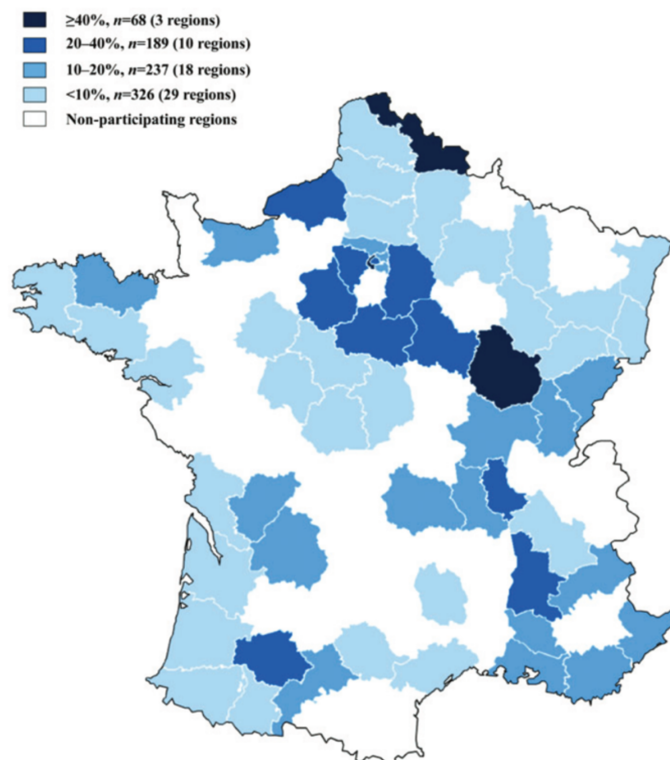 ≥40%, n=68 (3 regions)
20–40%, n=189 (10 regions)
10–20%, n=237 (18 regions)
<10%, n=326 (29 regions)
Non-participating regions